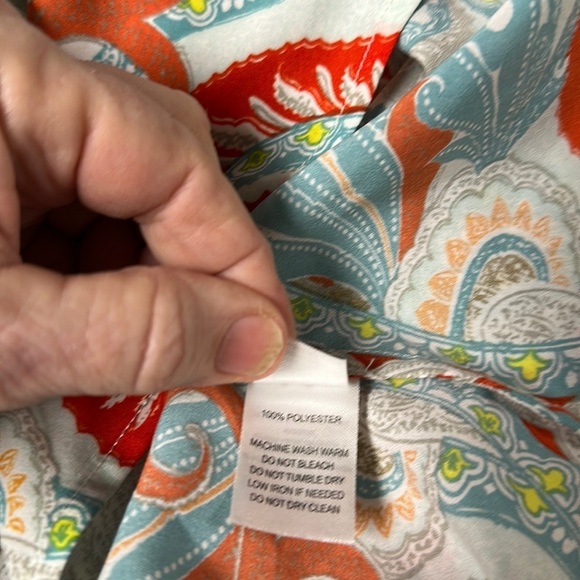 100% POLYESTER
MACHINE WASH WARM
DO NOT BLEACH
DO NOT TUMBLE DRY
LOW IRON IF NEEDED
DO NOT DRY CLEAN